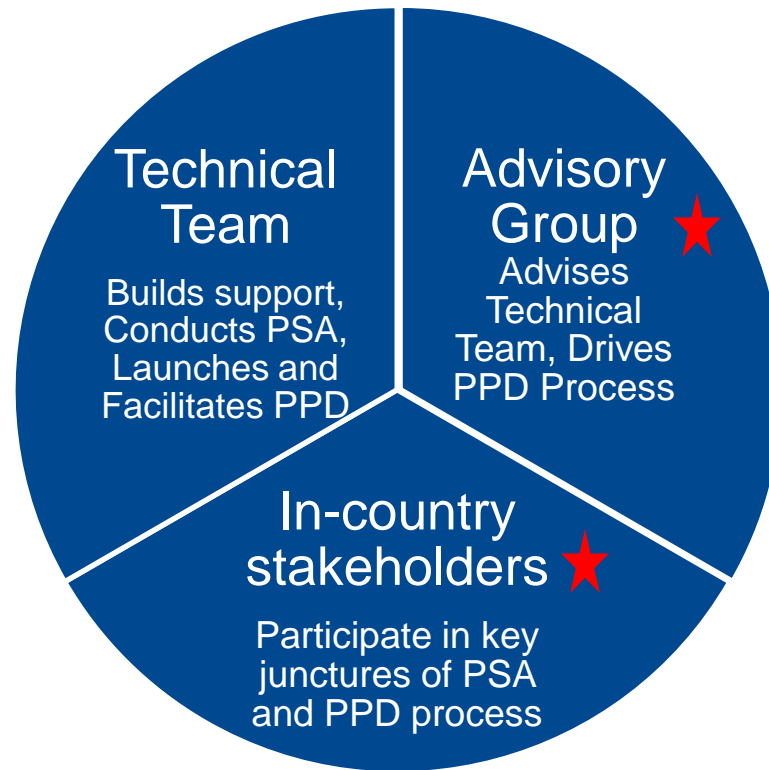 Technical
Team
Builds support,
Conducts PSA,
Launches and
Facilitates PPD
Advisory
Group
Advises
Technical
Team, Drives
PPD Process
In-country
stakeholders
Participate in key
junctures of PSA
and PPD process